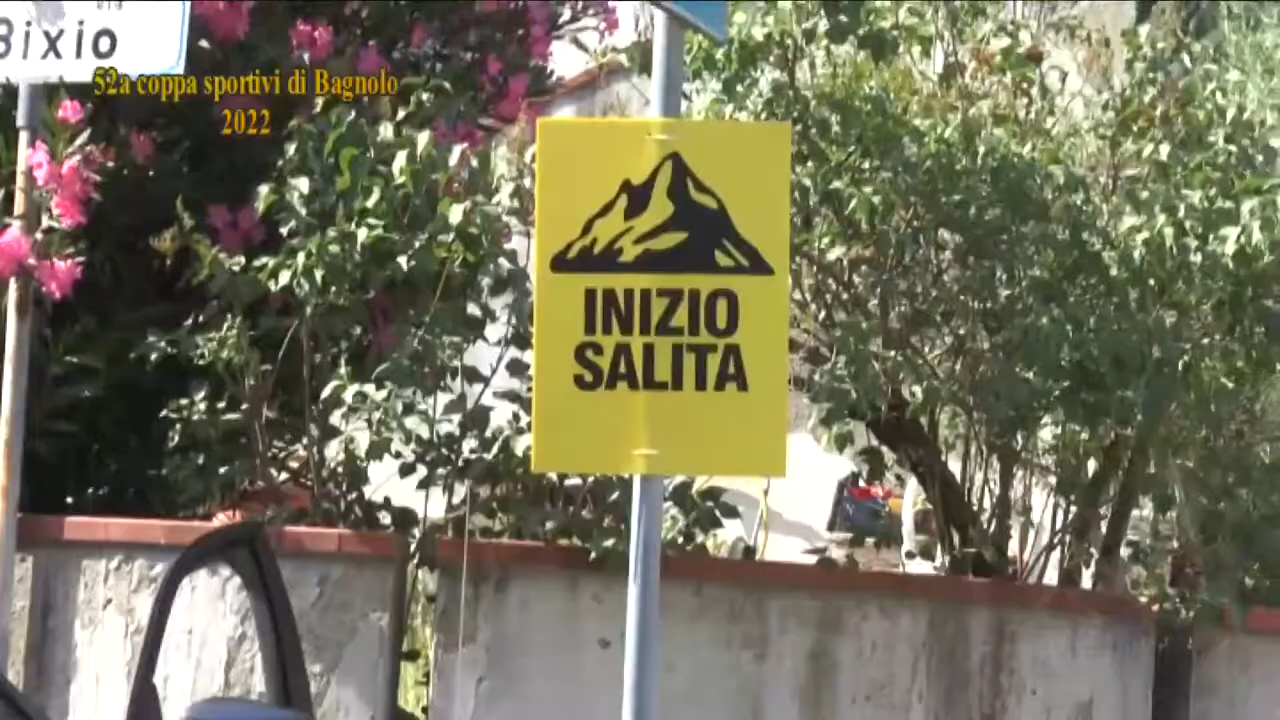 Bixio
52a coppa sportivi di Bagnolo
2022
INIZIO
SALITA